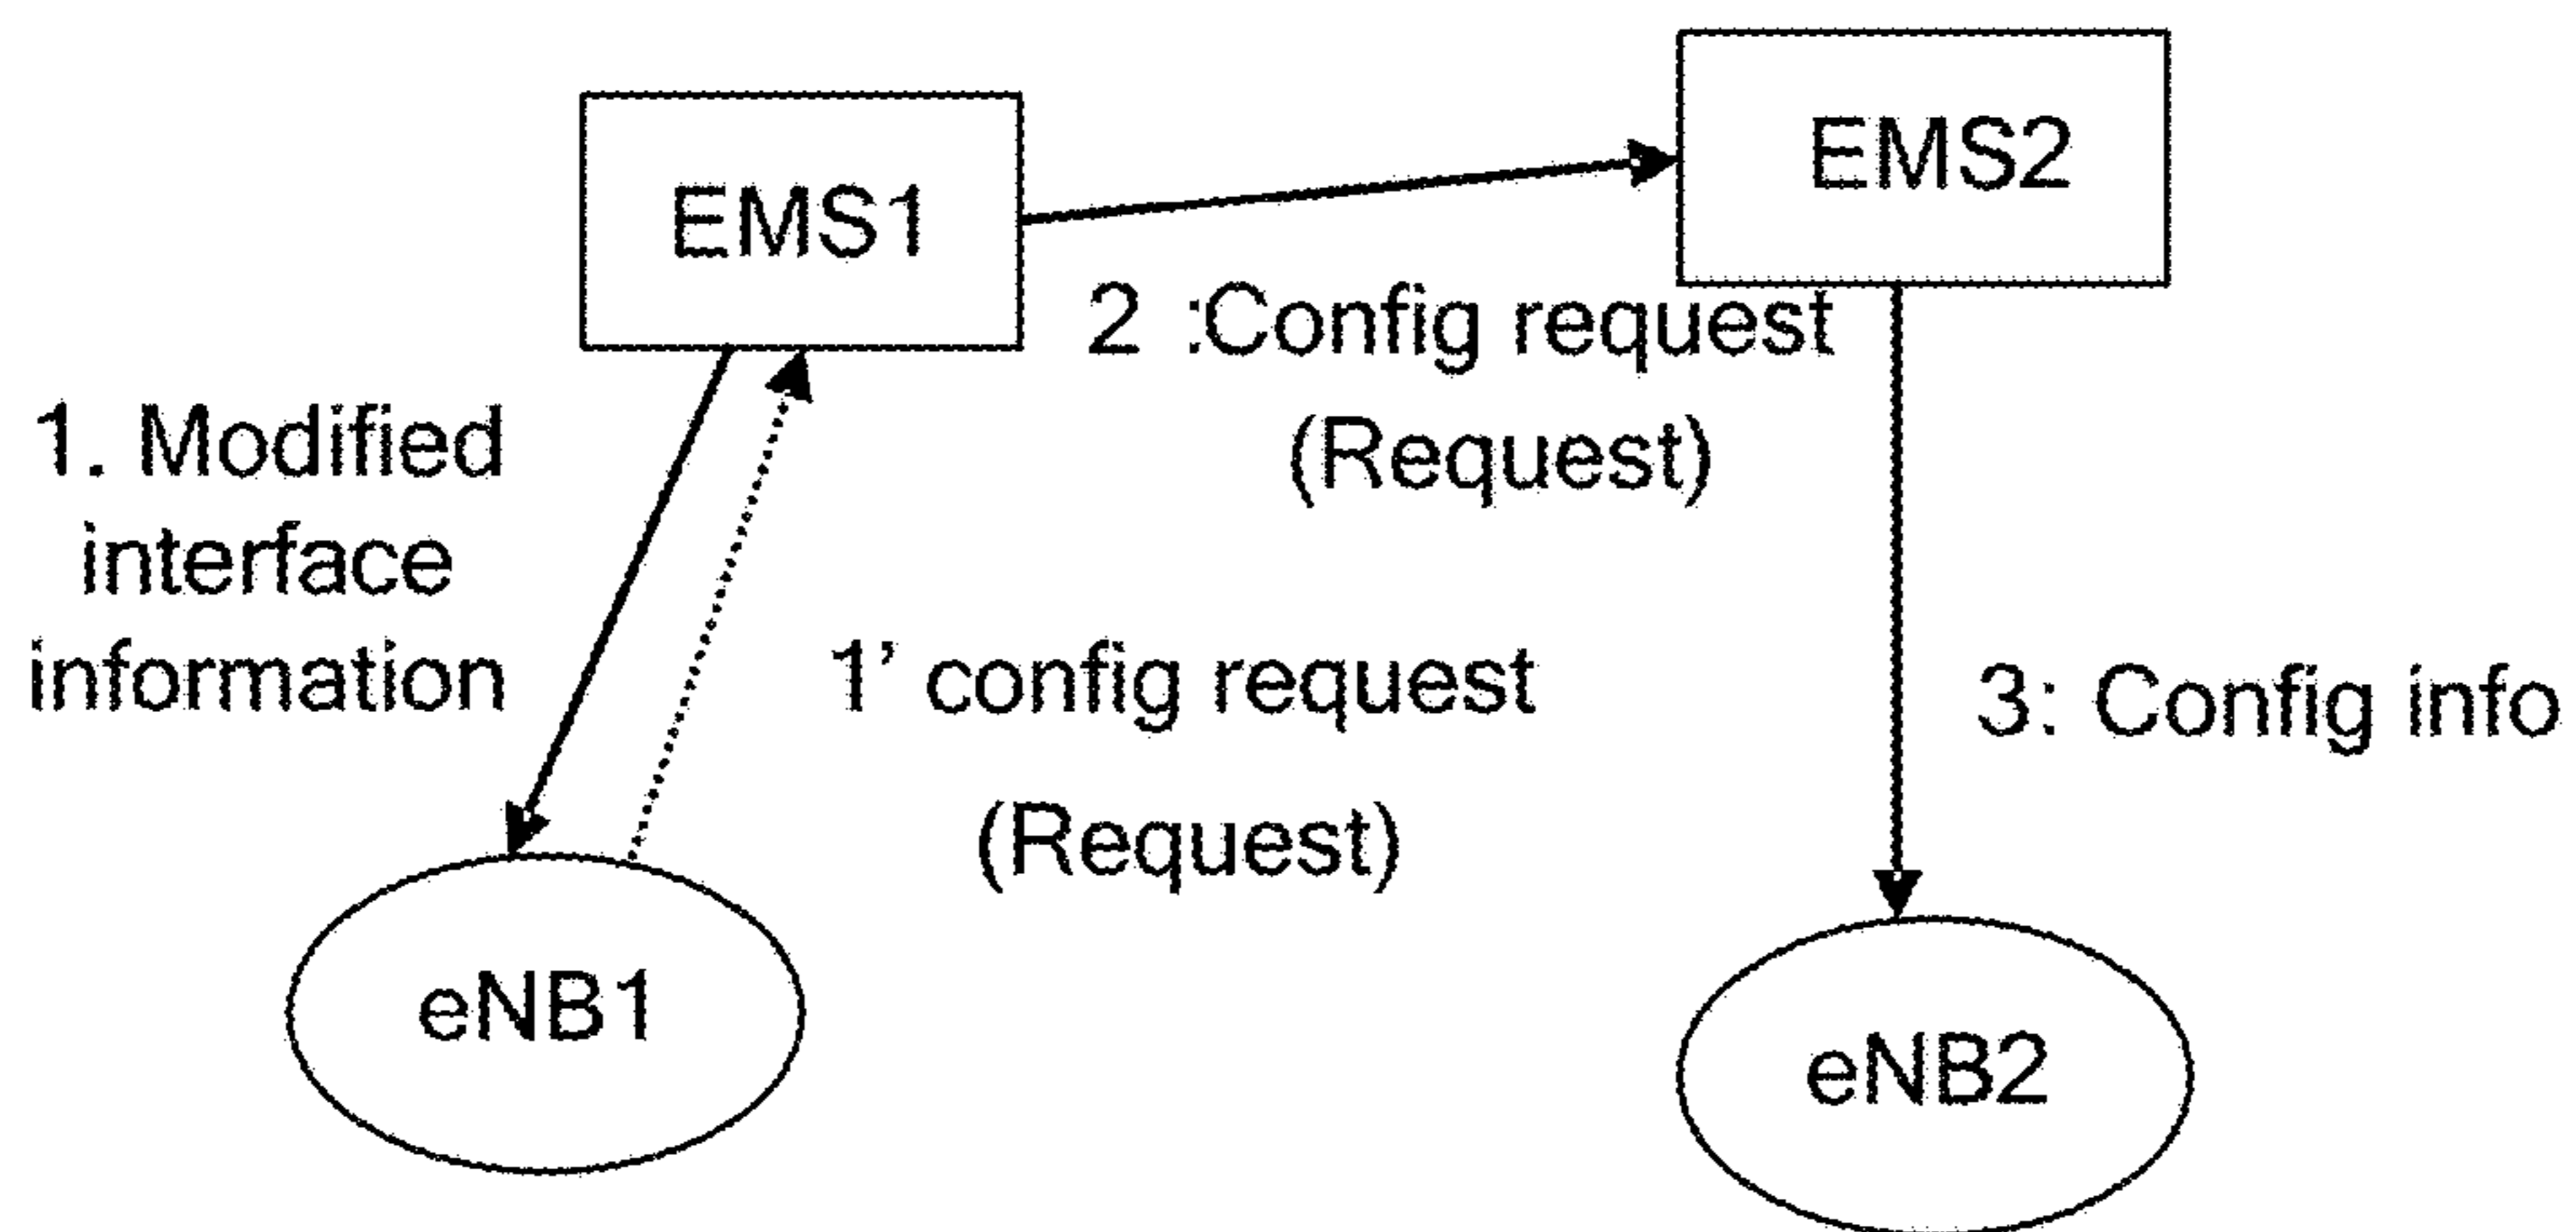 EMS1
EMS2
2 :Config request
(Request)
1. Modified
interface
information
1’ config request
(Request)
3: Config info
eNB1
eNB2